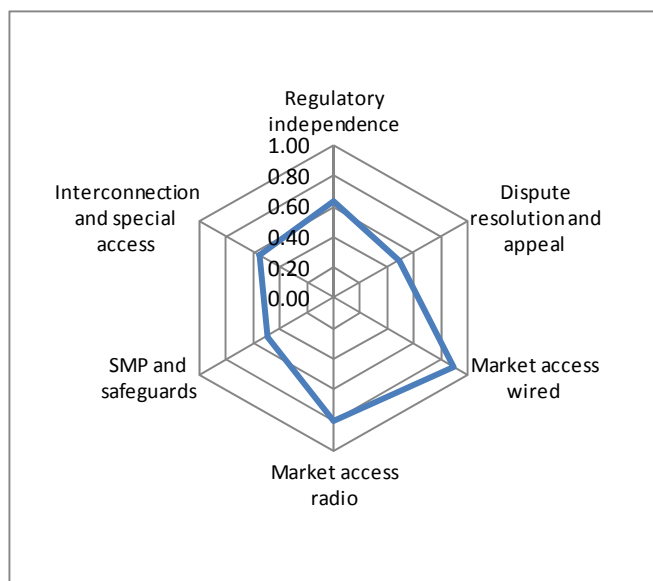 Regulatory
independence
1.00
0.80
0.60
0.40
0.20
0.00
Dispute
resolution and
appeal
Market access
wired
Market access
radio
SMP and
safeguards
Interconnection
and special
access